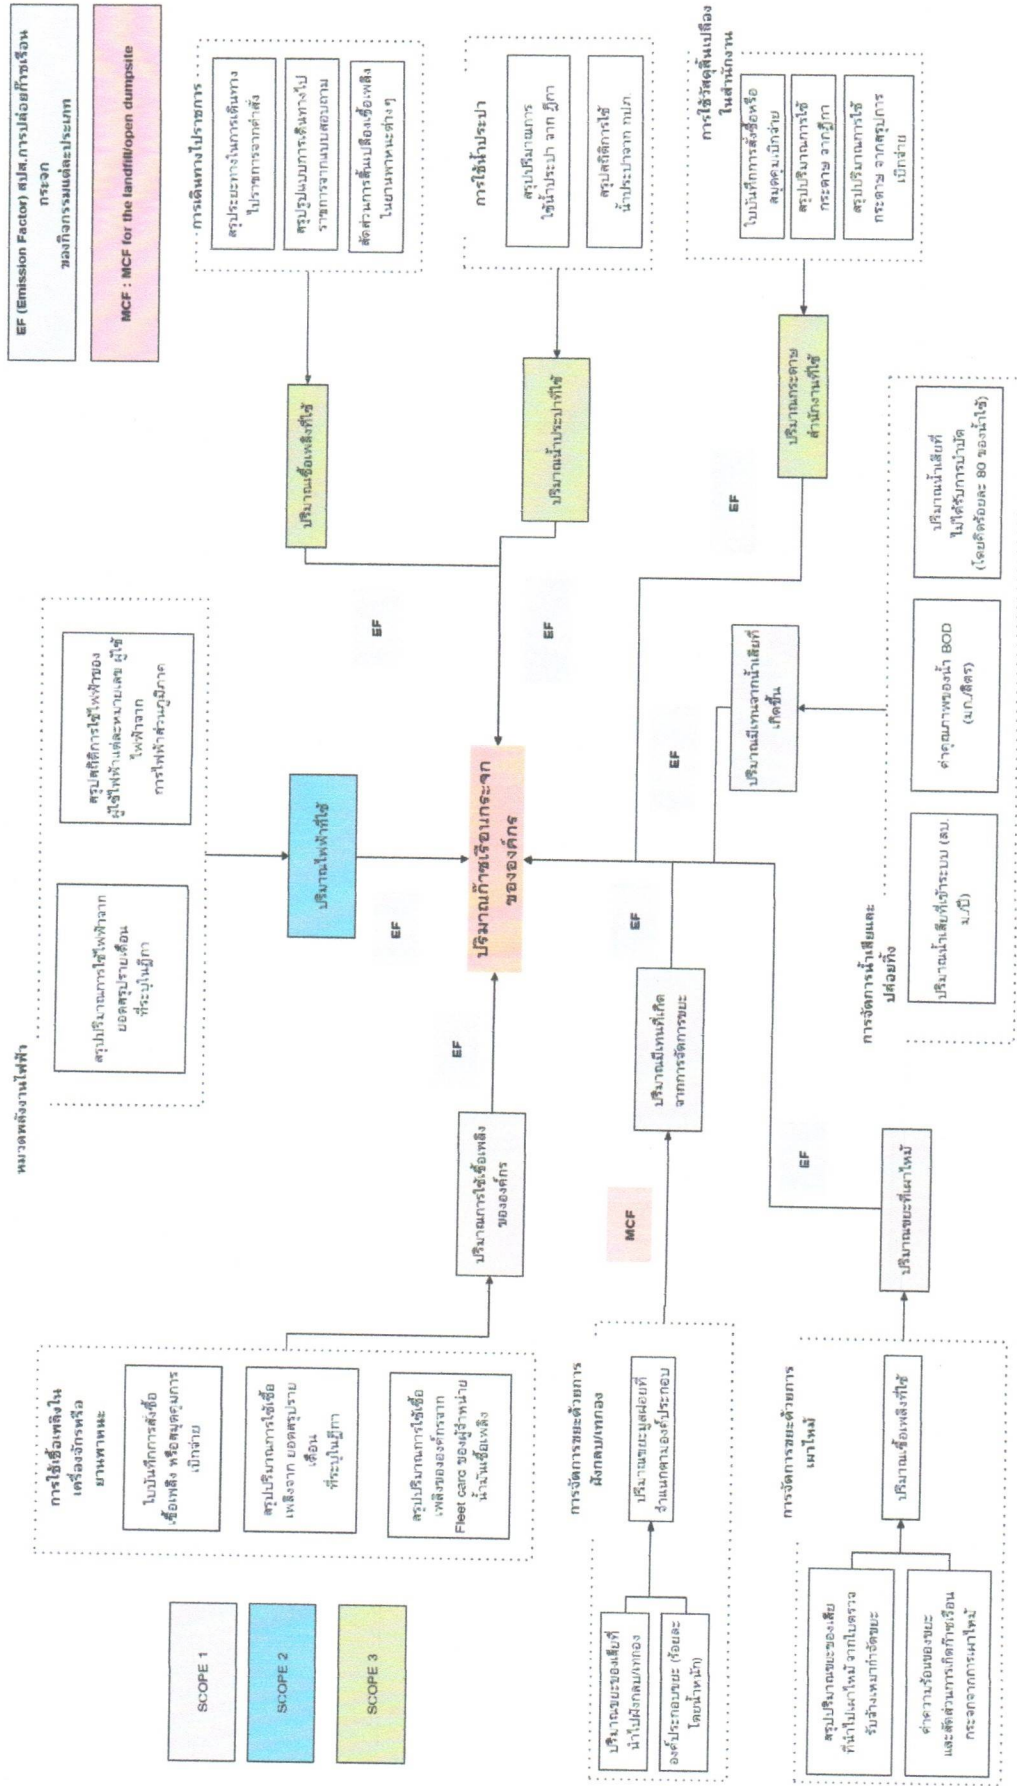 EF (Emission Factor) สปส.การปล่อยก๊าซเรือน
กระจก
ของกิจกรรมแต่ละประเภท
MCF : MCF for the landfill/open dumpsite
SCOPE 1
SCOPE 2
SCOPE 3
หมวดพลังงานไฟฟ้า
สรุปปริมาณการใช้ไฟฟ้าจาก
ยอดสรุปรายเดือน
ที่ระบุในฎีกา
สรุปสถิติการใช้ไฟฟ้าของ
ผู้ใช้ไฟฟ้าแต่ละหมายเลข ผู้ใช้
ไฟฟ้าจาก
การไฟฟ้าส่วนภูมิภาค
ปริมาณไฟฟ้าที่ใช้
EF
การใช้เชื้อเพลิงใน
เครื่องจักรหรือ
ยานพาหนะ
ใบบันทึกการสั่งซื้อ
เชื้อเพลิง หรือสมุดคุมการ
เบิกจ่าย
สรุปปริมาณการใช้เชื้อ
เพลิงจาก ยอดสรุปราย
เดือน
ที่ระบุในฎีกา
สรุปปริมาณการใช้เชื้อ
เพลิงขององค์กรจาก
Fleet card ของผู้จำหน่าย
น้ำมันเชื้อเพลิง
ปริมาณการใช้เชื้อเพลิง
ขององค์กร
EF
ปริมาณก๊าซเรือนกระจก
ขององค์กร
การเดินทางไปราชการ
สรุประยะทางในการเดินทาง
ไปราชการจากคำสั่ง
สรุปรูปแบบการเดินทางไป
ราชการจากแบบสอบถาม
สัดส่วนการสิ้นเปลืองเชื้อเพลิง
ในยานพาหนะต่างๆ
ปริมาณเชื้อเพลิงที่ใช้
EF
การใช้น้ำประปา
สรุปปริมาณการ
ใช้น้ำประปา จาก ฎีกา
สรุปสถิติการใช้
น้ำประปาจาก กปภ.
ปริมาณน้ำประปาที่ใช้
EF
การใช้วัสดุสิ้นเปลือง
ในสำนักงาน
ใบบันทึกการสั่งซื้อหรือ
สมุดคุมเบิกจ่าย
สรุปปริมาณการใช้
กระดาษ จากฎีกา
สรุปปริมาณการใช้
กระดาษ จากสรุปการ
เบิกจ่าย
ปริมาณกระดาษ
สำนักงานที่ใช้
EF
การจัดการขยะด้วยการ
ฝังกลบ/เทกอง
ปริมาณขยะของเสียที่
นำไปฝังกลบ/เทกอง
องค์ประกอบขยะ (ร้อยละ
โดยน้ำหนัก)
ปริมาณขยะมูลฝอยที่
จำแนกตามองค์ประกอบ
MCF
ปริมาณมีเทนที่เกิด
จากการจัดการขยะ
EF
การจัดการขยะด้วยการ
เผาไหม้
สรุปปริมาณขยะของเสีย
ที่นำไปเผาไหม้ จากใบตรวจ
รับจ้างเหมากำจัดขยะ
ค่าความร้อนของขยะ
และสัดส่วนการเกิดก๊าซเรือน
กระจกจากการเผาไหม้
ปริมาณเชื้อเพลิงที่ใช้
ปริมาณขยะที่เผาไหม้
EF
การจัดการน้ำเสียและ
ปล่อยทิ้ง
ปริมาณน้ำเสียที่เข้าระบบ (ลบ.
ม./ปี)
ค่าคุณภาพของน้ำ BOD
(มก./ลิตร)
ปริมาณน้ำเสียที่
ไม่ได้รับการบำบัด
(โดยคิดร้อยละ 80 ของน้ำใช้)
ปริมาณมีเทนจากน้ำเสียที่
เกิดขึ้น
EF